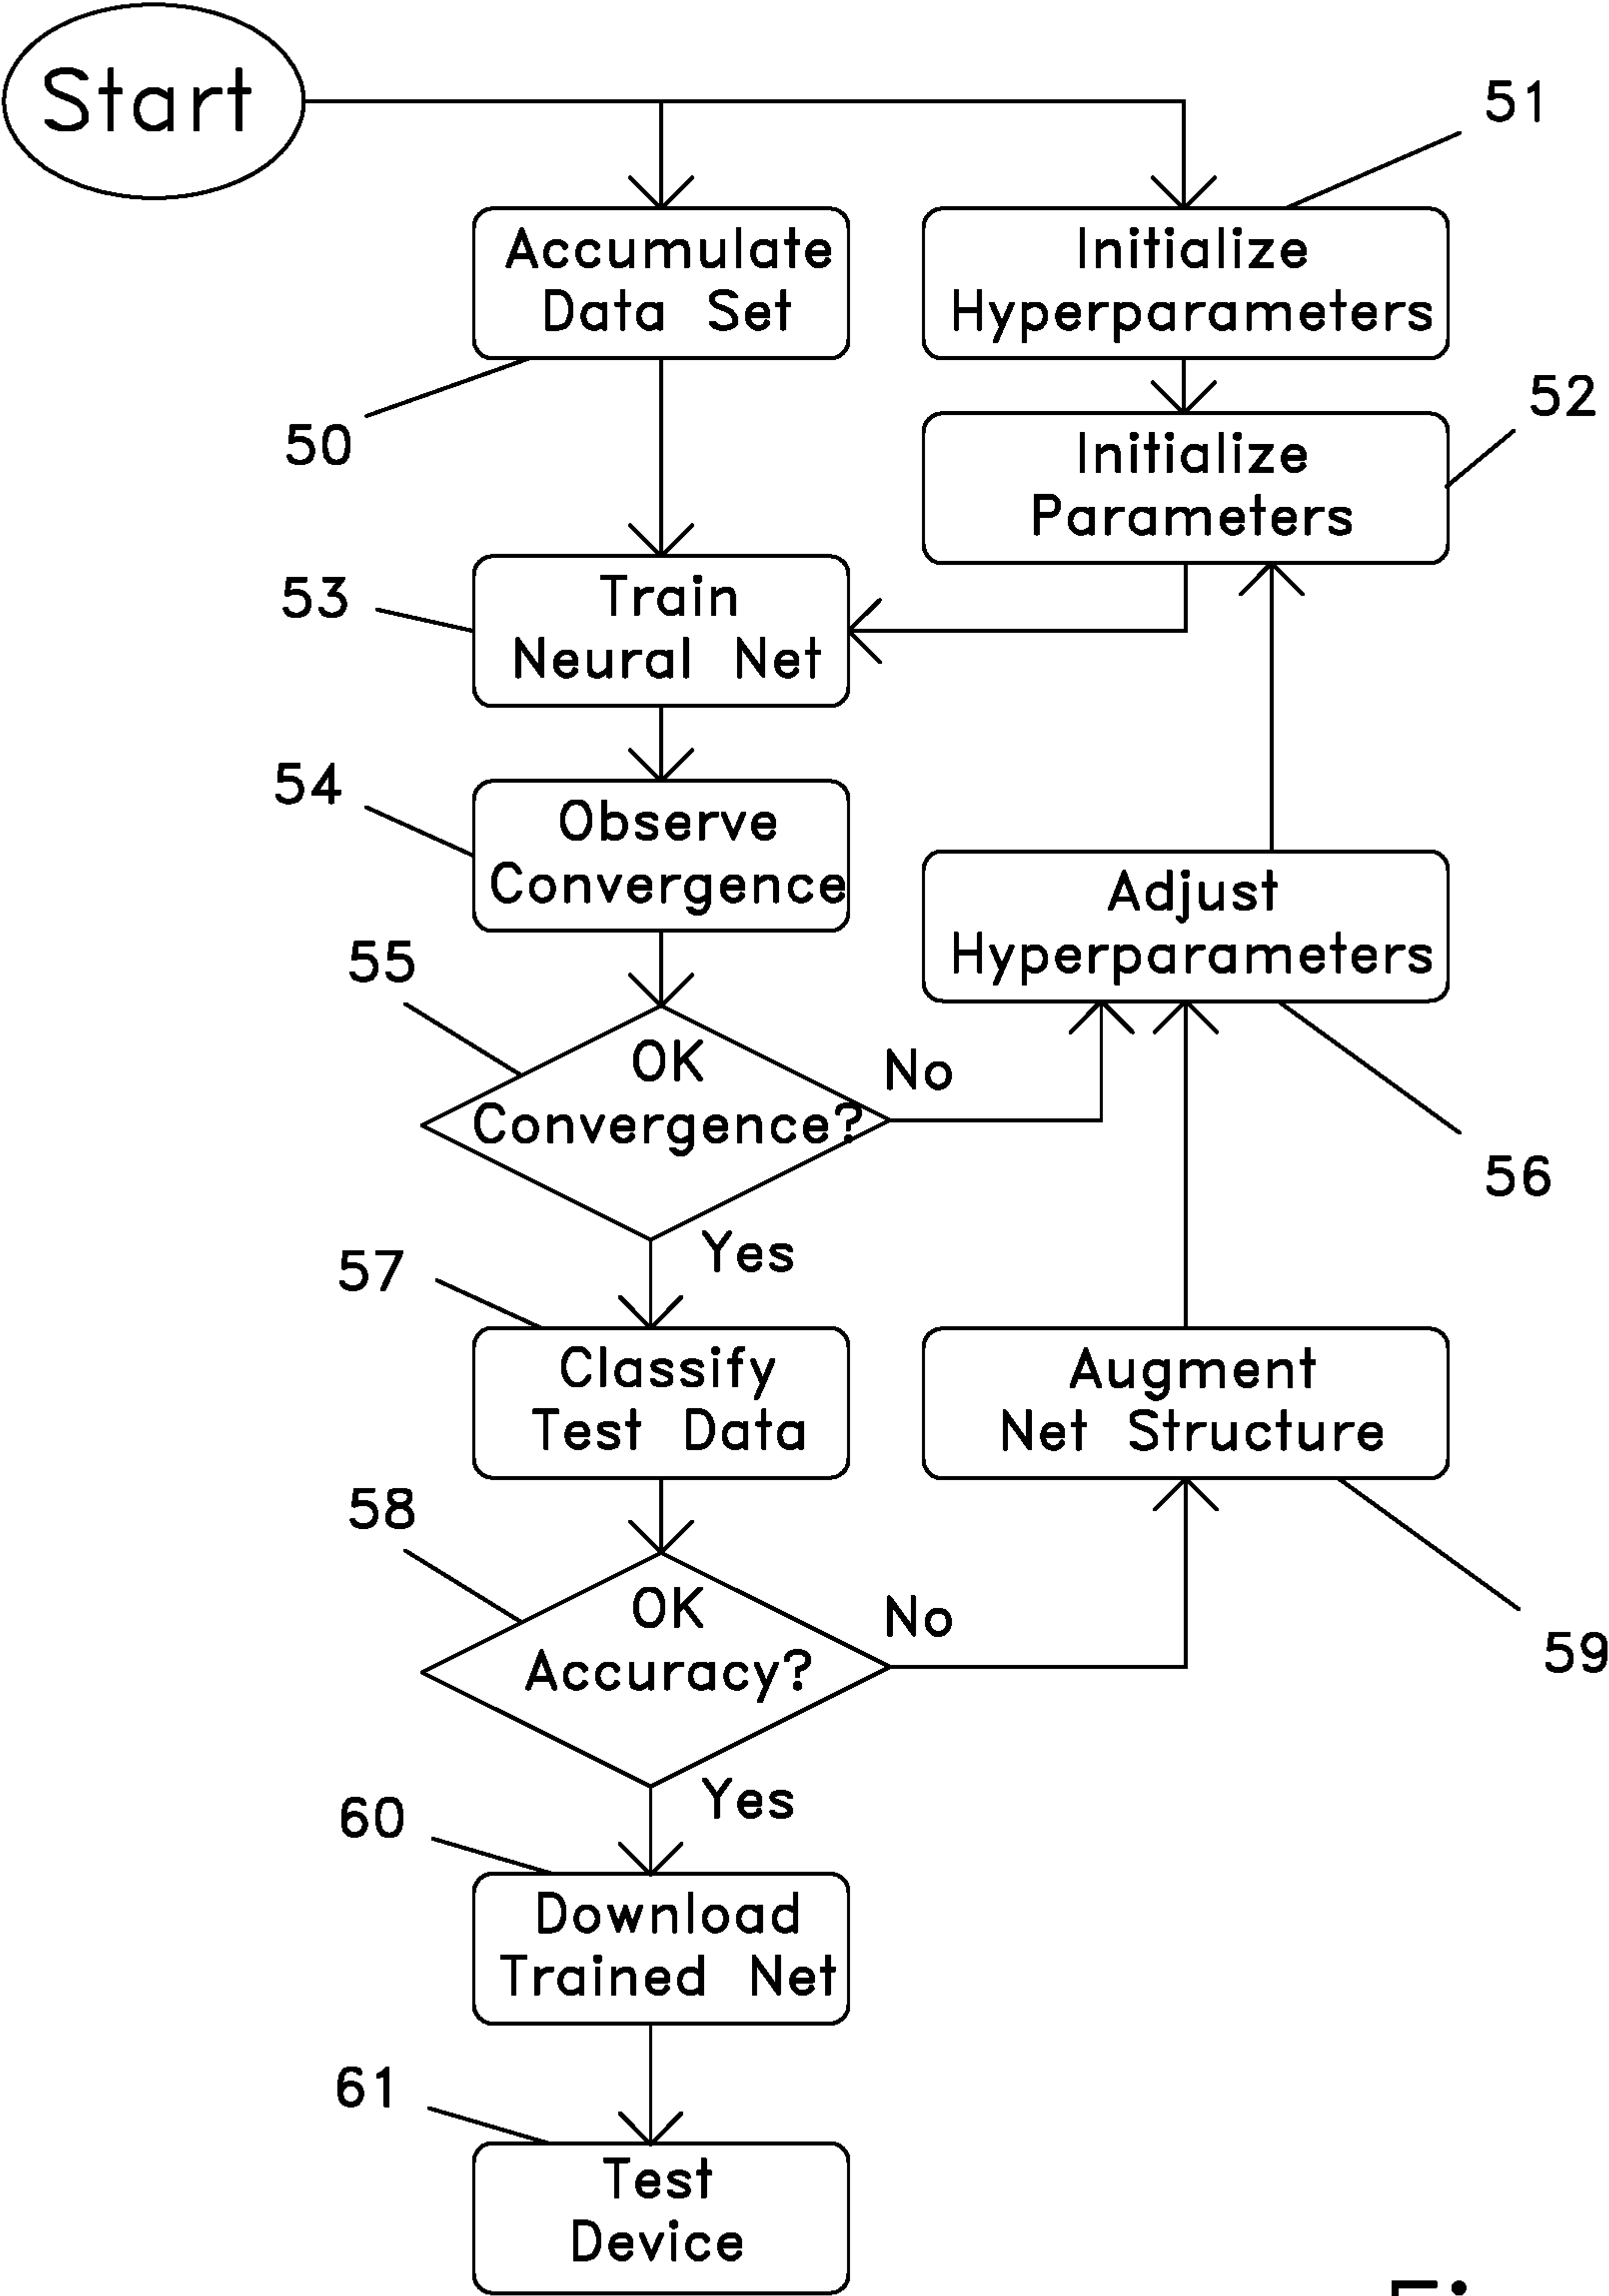 Start
51
Accumulate
Data Set
Initialize
Hyperparameters
50
52
Initialize
Parameters
53
Train
Neural Net
54
Observe
Convergence
Adjust
Hyperparameters
55
OK
Convergence?
No
56
Yes
57
Classify
Test Data
Augment
Net Structure
58
OK
Accuracy?
No
59
Yes
60
Download
Trained Net
61
Test
Device